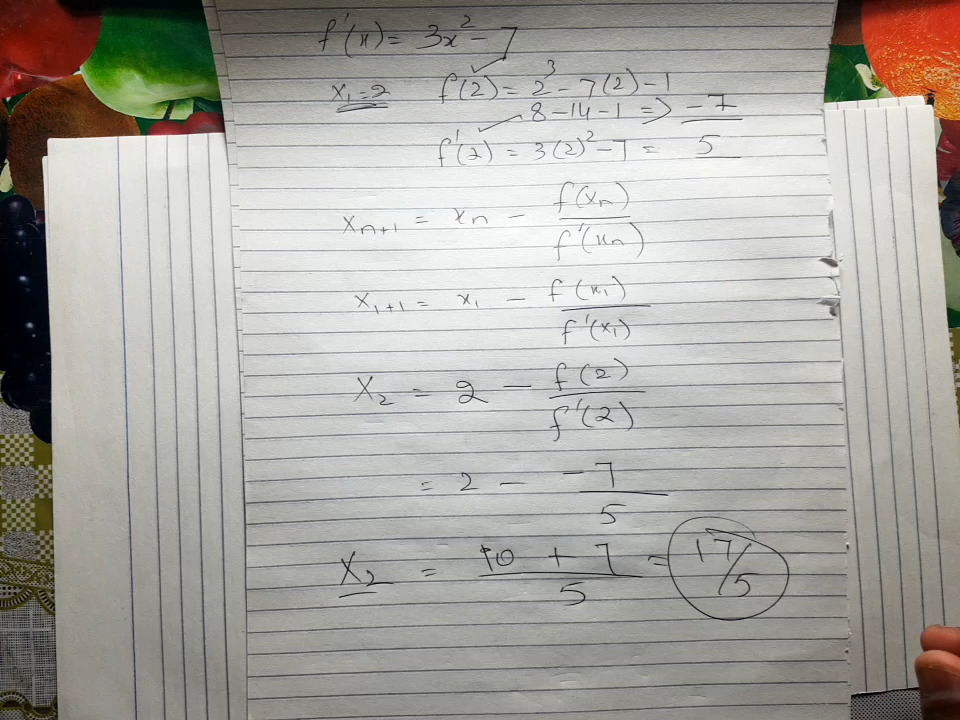 f'(x) = 3x² - 7
x₁ = 2 f(2) = 2³ - 7(2) - 1
8 - 14 - 1 => -7
f'(2) = 3(2)² - 7 = 5
xₙ₊₁ = xₙ - f(xₙ)/f'(xₙ)
x₁₊₁ = x₁ - f(x₁)/f'(x₁)
x₂ = 2 - f(2)/f'(2)
= 2 - -7/5
x₂ = 10 + 7/5 = 17/5